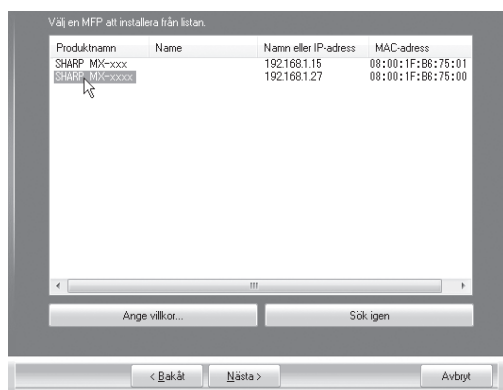 Välj en MFP att installera från listan.
Produktnamn Name Namn eller IP-adress MAC-adress
SHARP MX-xxx 192.168.1.15 08:00:1F:B6:75:01
SHARP MX-xxxx 192.168.1.27 08:00:1F:B6:75:00
Ange villkor... Sök igen
< Bakåt Nästa > Avbryt